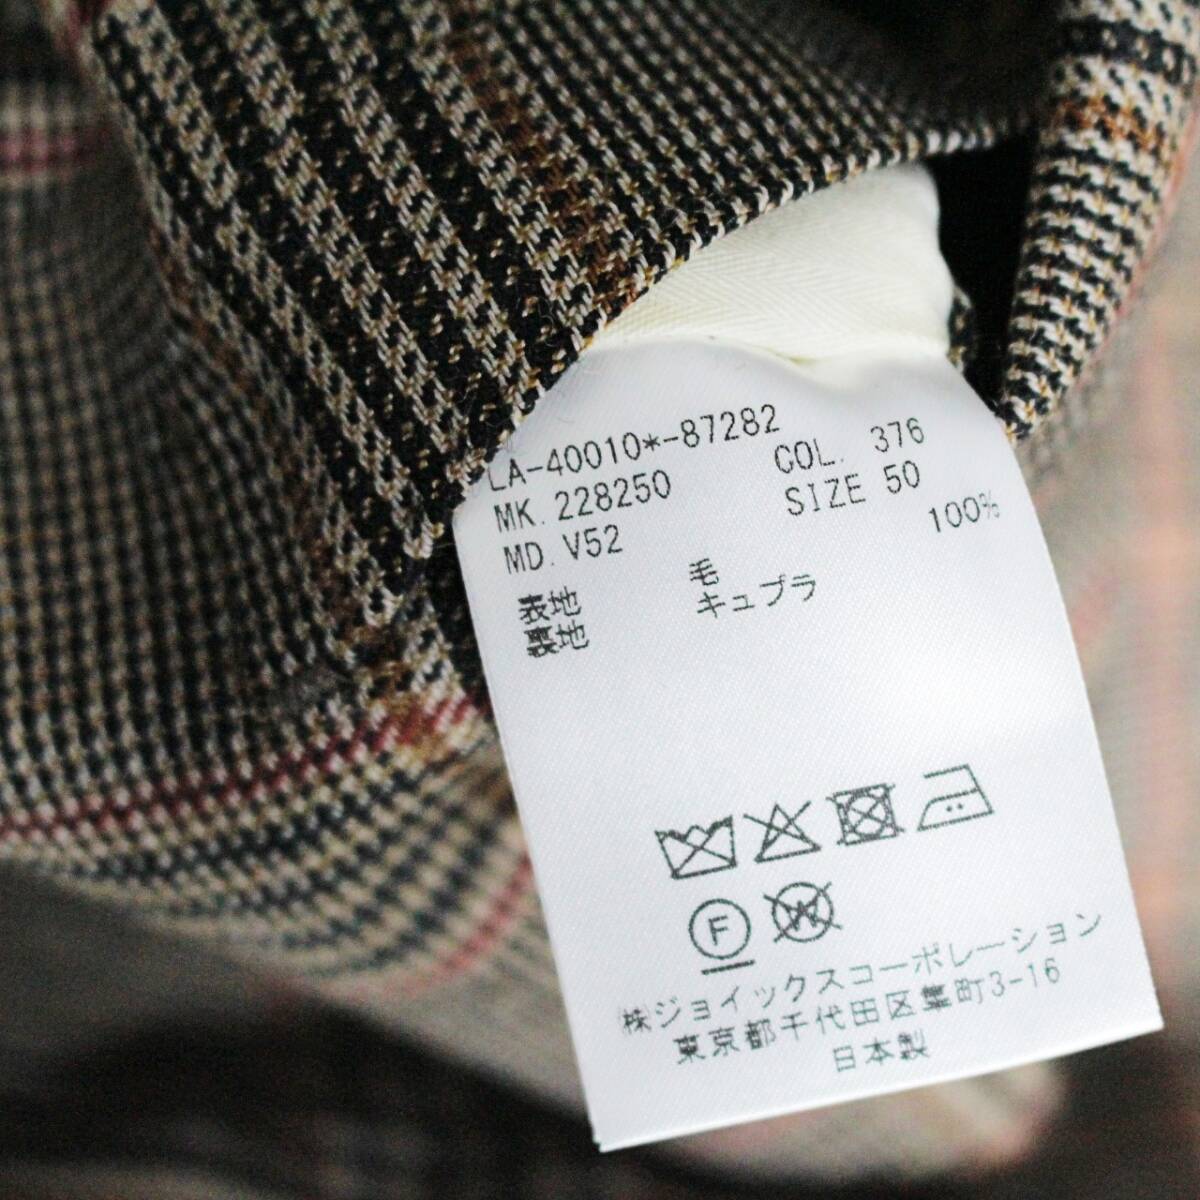 LA-40010*-87282
MK. 228250 COL. 376
MD. V52 SIZE 50
表地 毛 100%
裏地 キュプラ
F
W
㈱ジョイックスコーポレーション
東京都千代田区麹町3-16
日本製